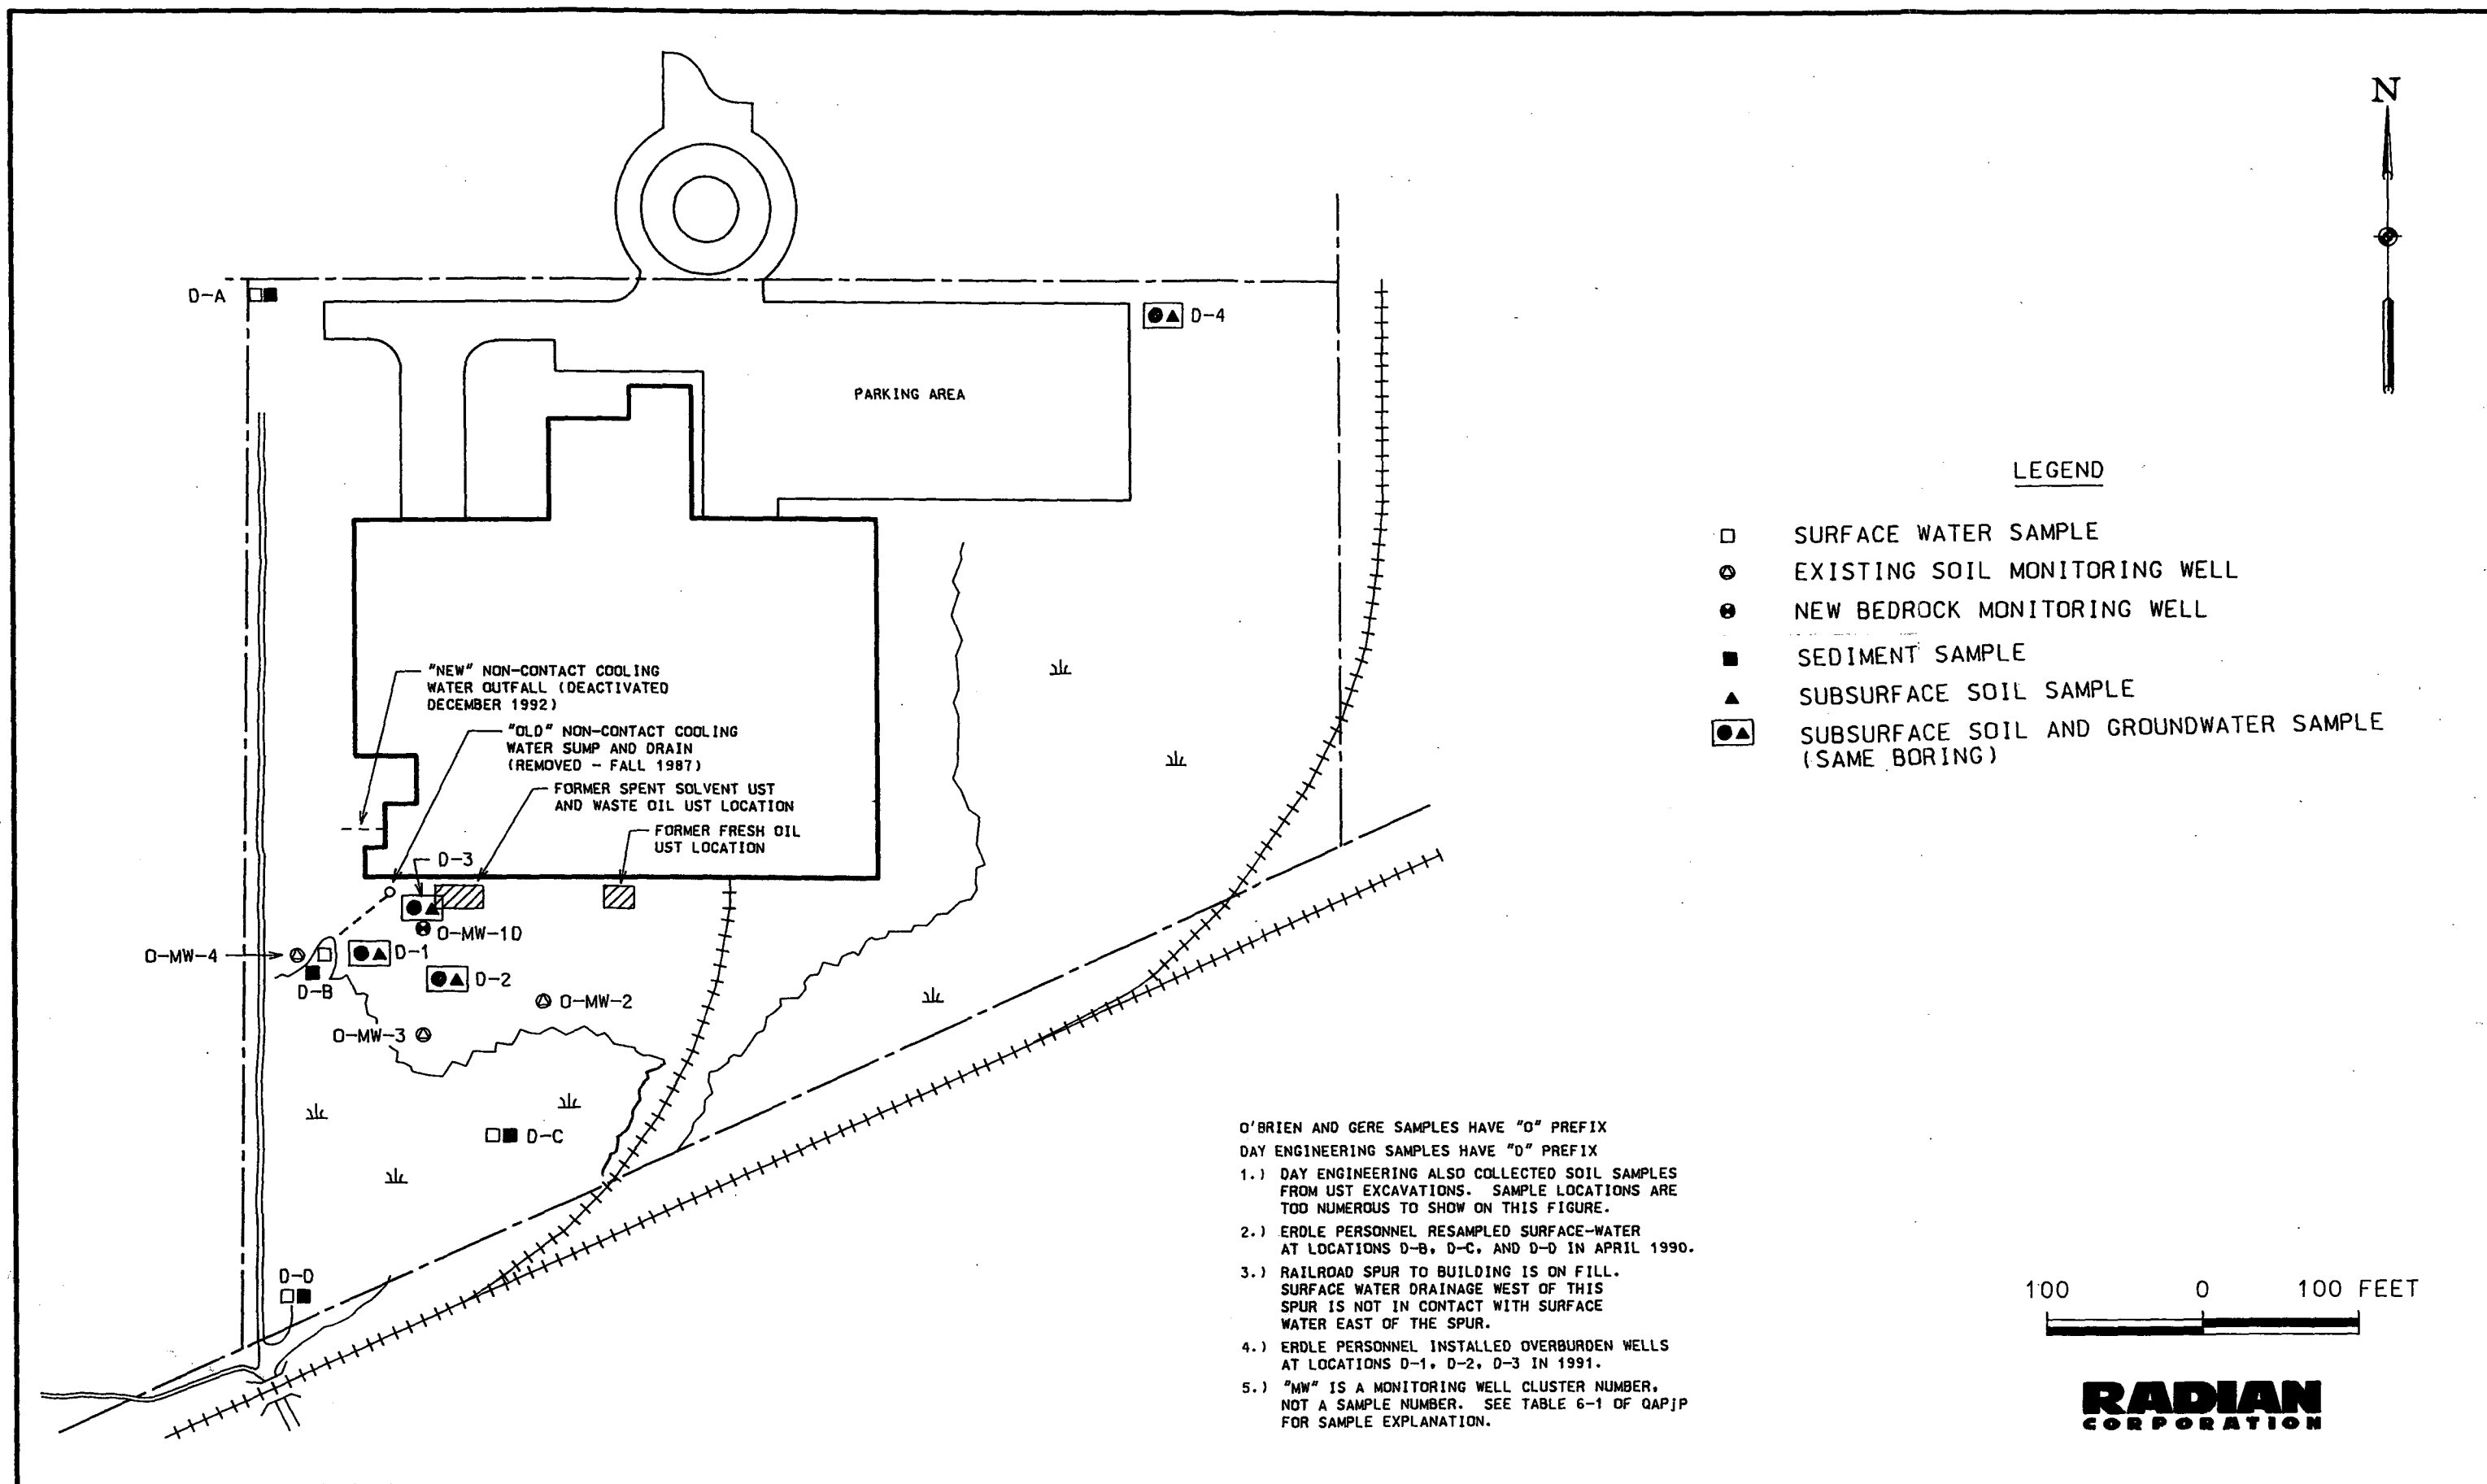 N
D-A
D-4
PARKING AREA
LEGEND
SURFACE WATER SAMPLE
EXISTING SOIL MONITORING WELL
NEW BEDROCK MONITORING WELL
SEDIMENT SAMPLE
SUBSURFACE SOIL SAMPLE
SUBSURFACE SOIL AND GROUNDWATER SAMPLE
(SAME BORING)
"NEW" NON-CONTACT COOLING
WATER OUTFALL (DEACTIVATED
DECEMBER 1992)
"OLD" NON-CONTACT COOLING
WATER SUMP AND DRAIN
(REMOVED - FALL 1987)
FORMER SPENT SOLVENT UST
AND WASTE OIL UST LOCATION
FORMER FRESH OIL
UST LOCATION
D-3
O-MW-1D
O-MW-4
D-1
D-B
D-2
O-MW-2
O-MW-3
D-C
D-D
O'BRIEN AND GERE SAMPLES HAVE "O" PREFIX
DAY ENGINEERING SAMPLES HAVE "D" PREFIX
1.) DAY ENGINEERING ALSO COLLECTED SOIL SAMPLES
FROM UST EXCAVATIONS. SAMPLE LOCATIONS ARE
TOO NUMEROUS TO SHOW ON THIS FIGURE.
2.) ERDLE PERSONNEL RESAMPLED SURFACE-WATER
AT LOCATIONS D-B, D-C, AND D-D IN APRIL 1990.
3.) RAILROAD SPUR TO BUILDING IS ON FILL.
SURFACE WATER DRAINAGE WEST OF THIS
SPUR IS NOT IN CONTACT WITH SURFACE
WATER EAST OF THE SPUR.
4.) ERDLE PERSONNEL INSTALLED OVERBURDEN WELLS
AT LOCATIONS D-1, D-2, D-3 IN 1991.
5.) "MW" IS A MONITORING WELL CLUSTER NUMBER,
NOT A SAMPLE NUMBER. SEE TABLE 6-1 OF QAPjP
FOR SAMPLE EXPLANATION.
100 0 100 FEET
RADIAN
CORPORATION